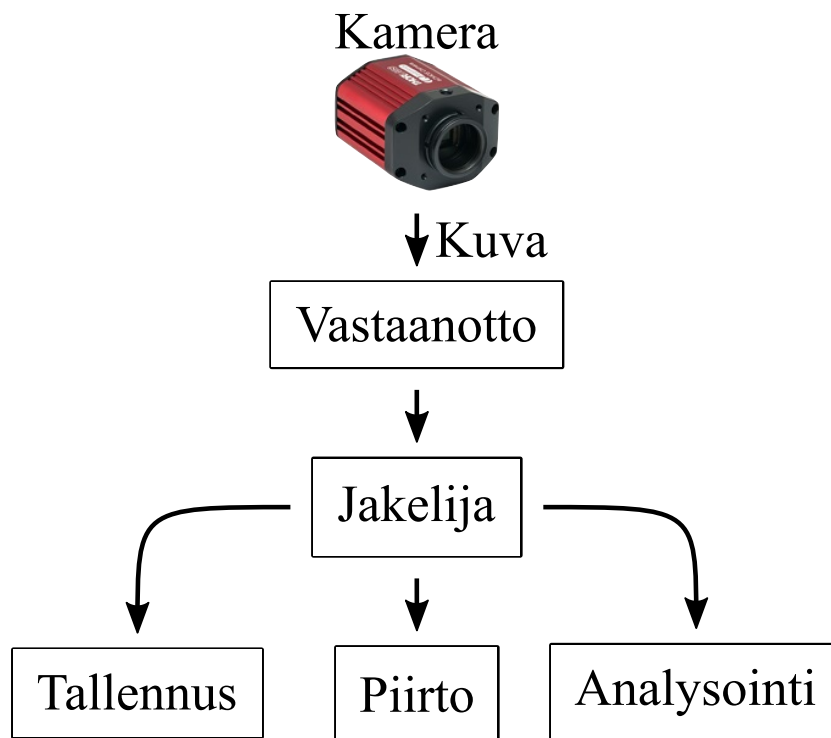 Kamera
Kuva
Vastaanotto
Jakelija
Tallennus
Piirto
Analysointi